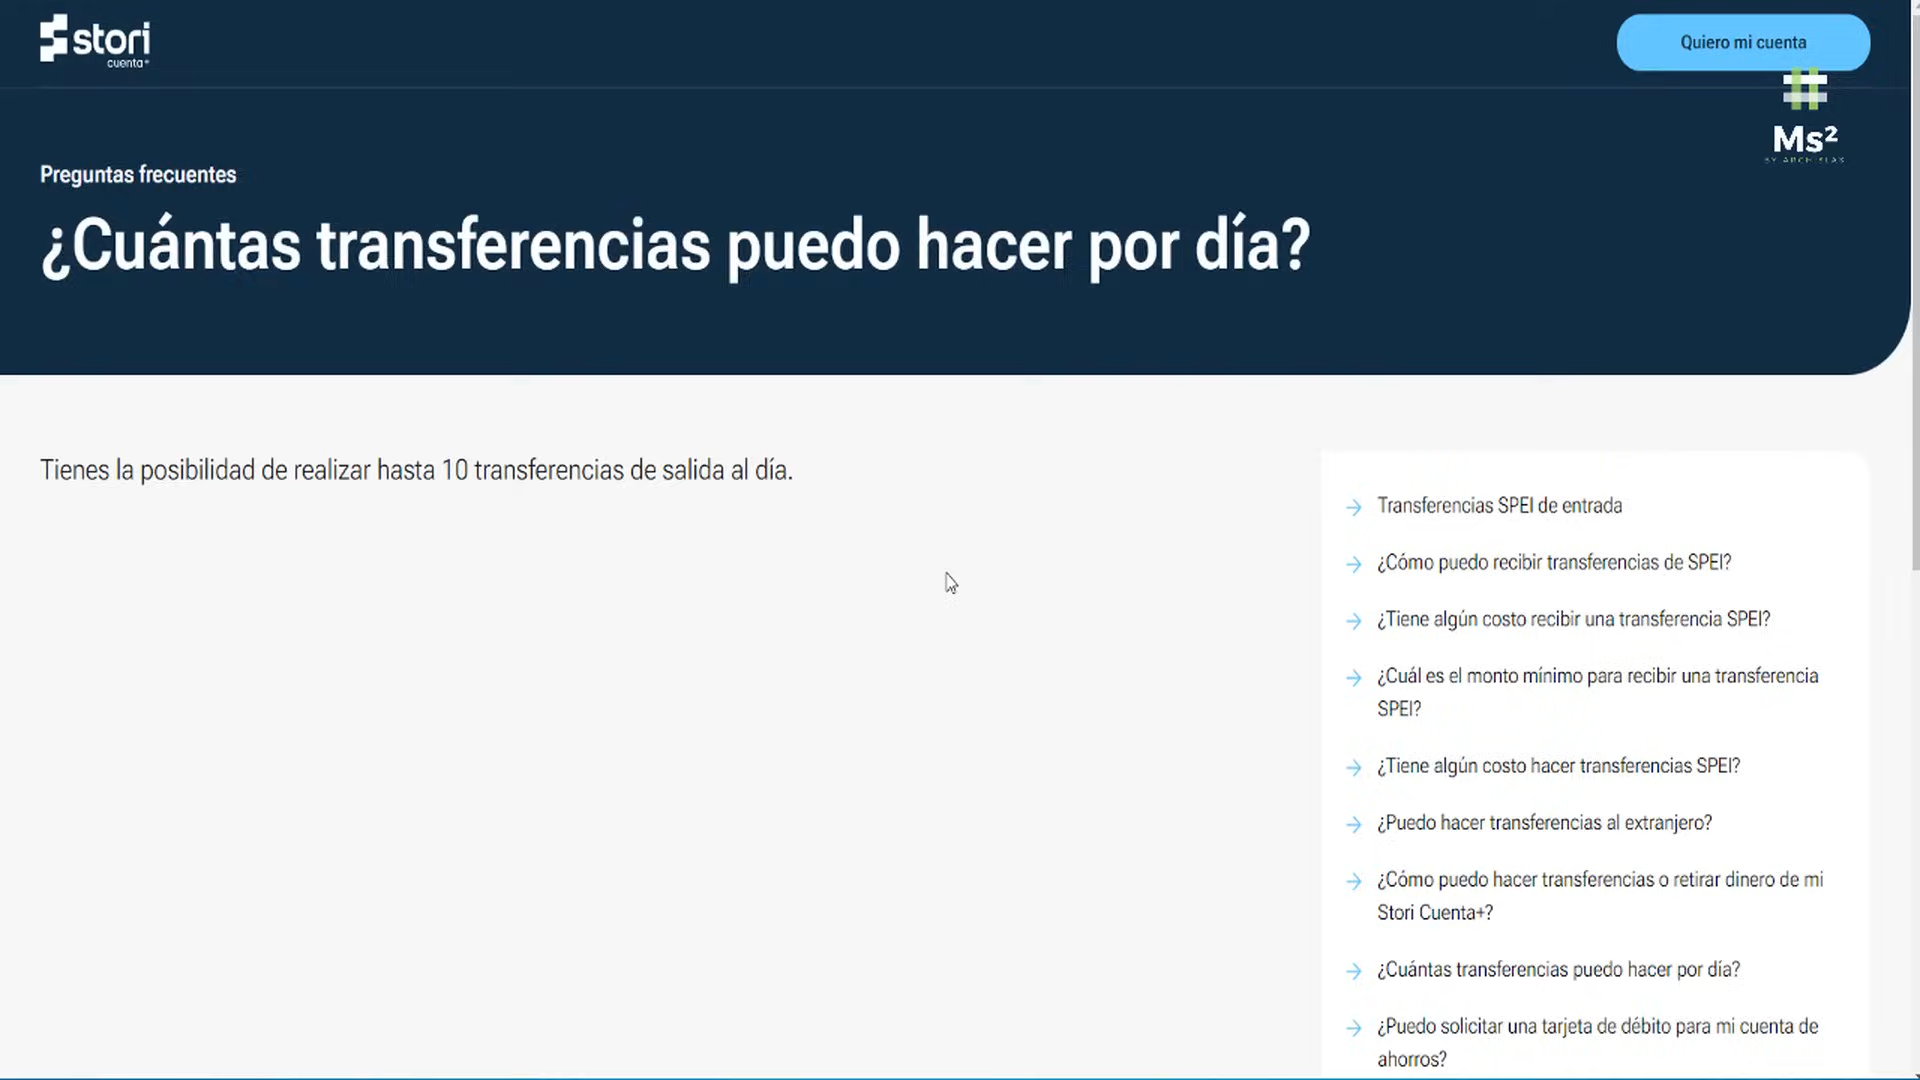 stori
cuenta+
Quiero mi cuenta
Ms²
BY ARCHIELAS
Preguntas frecuentes
¿Cuántas transferencias puedo hacer por día?
Tienes la posibilidad de realizar hasta 10 transferencias de salida al día.
Transferencias SPEI de entrada
¿Cómo puedo recibir transferencias de SPEI?
¿Tiene algún costo recibir una transferencia SPEI?
¿Cuál es el monto mínimo para recibir una transferencia
SPEI?
¿Tiene algún costo hacer transferencias SPEI?
¿Puedo hacer transferencias al extranjero?
¿Cómo puedo hacer transferencias o retirar dinero de mi
Stori Cuenta+?
¿Cuántas transferencias puedo hacer por día?
¿Puedo solicitar una tarjeta de débito para mi cuenta de
ahorros?